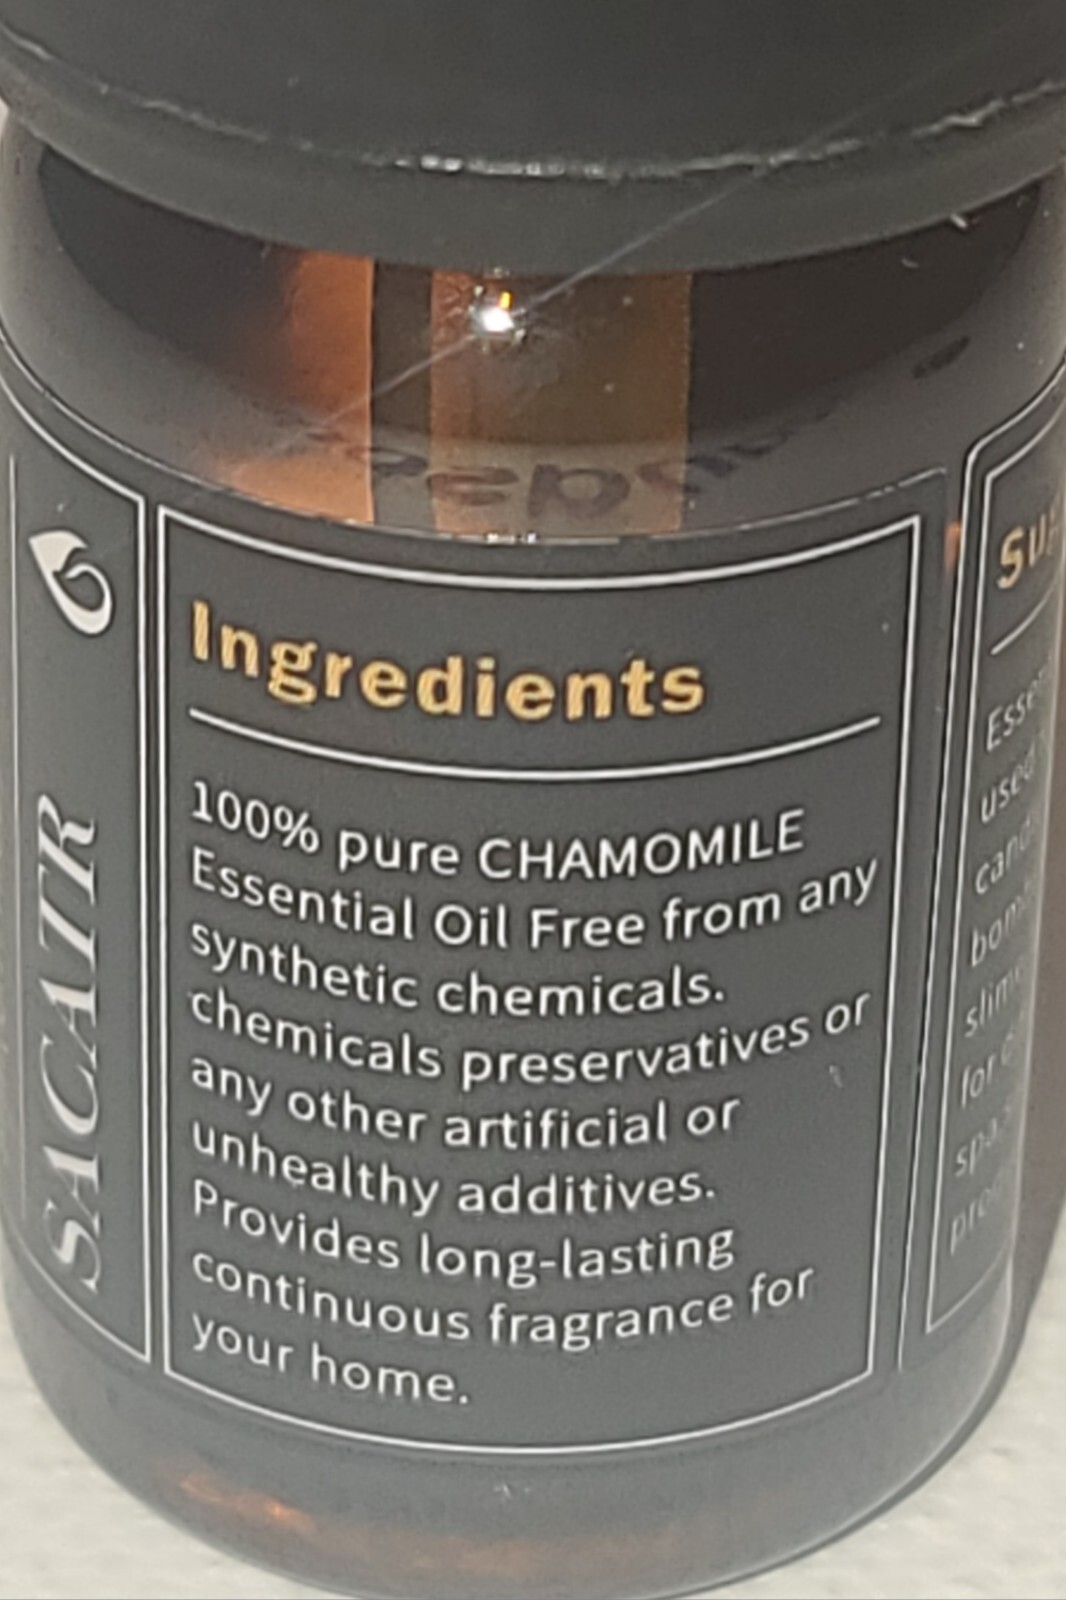 SACATR
Ingredients
100% pure CHAMOMILE
Essential Oil Free from any
synthetic chemicals.
chemicals preservatives or
any other artificial or
unhealthy additives.
Provides long-lasting
continuous fragrance for
your home.